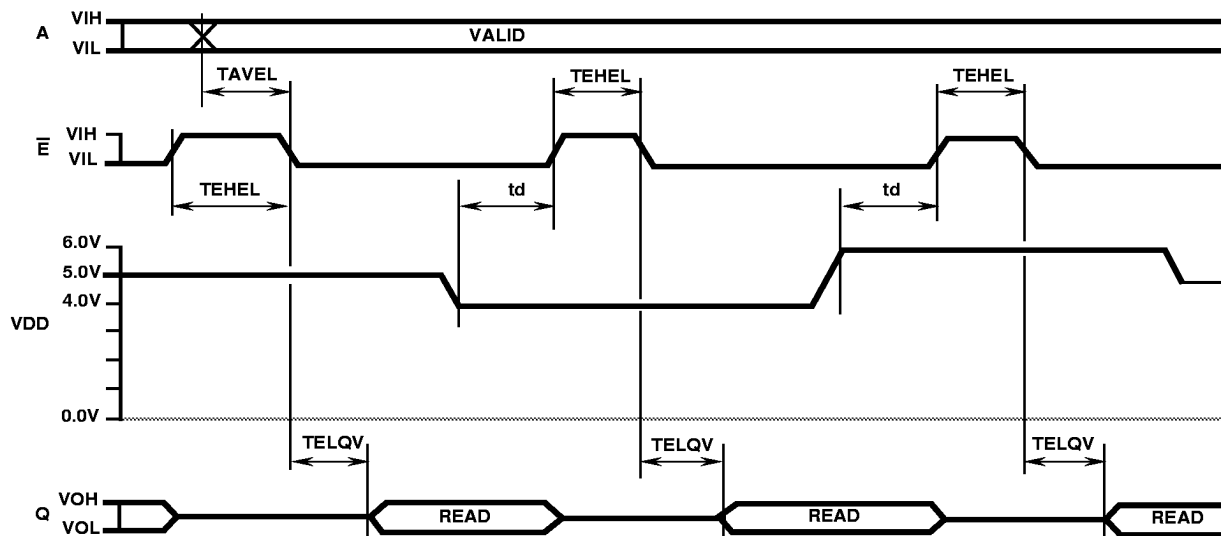 A
VIH
VIL
VALID
TAVEL
TEHEL
TEHEL
E
VIH
VIL
TEHEL
td
td
VDD
6.0V
5.0V
4.0V
0.0V
TELQV
TELQV
TELQV
Q
VOH
VOL
READ
READ
READ